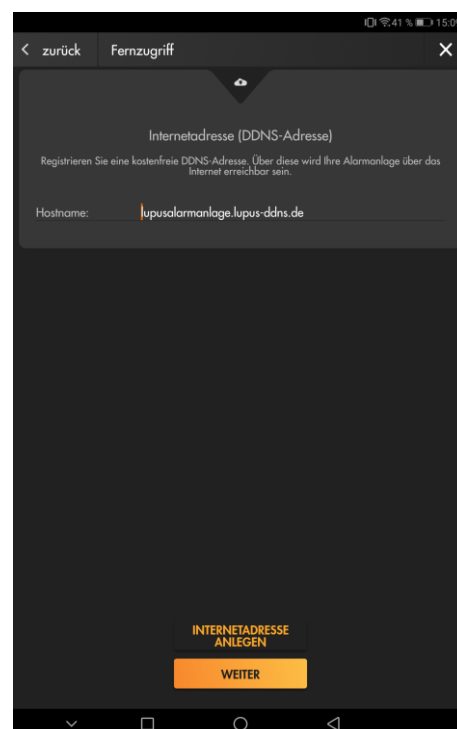 41 % 15:0
zurück Fernzugriff
Internetadresse (DDNS-Adresse)
Registrieren Sie eine kostenfreie DDNS-Adresse. Über diese wird Ihre Alarmanlage über das
Internet erreichbar sein.
Hostname: lupusalarmanlage.lupus-ddns.de
INTERNETADRESSE
ANLEGEN
WEITER